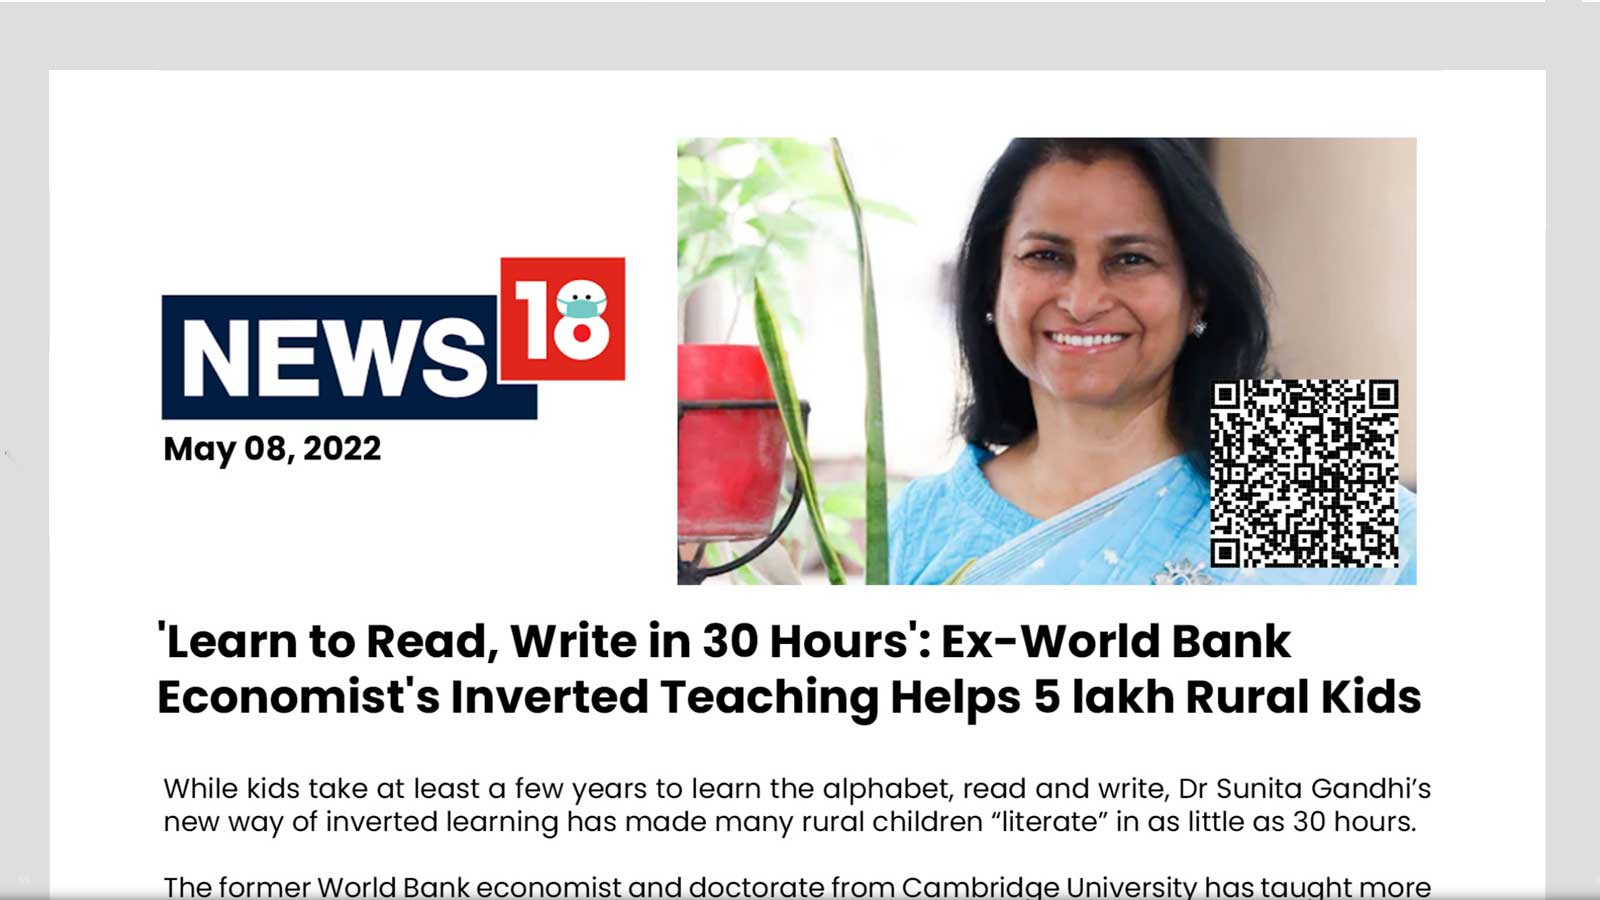 NEWS 18
May 08, 2022
'Learn to Read, Write in 30 Hours': Ex-World Bank
Economist's Inverted Teaching Helps 5 lakh Rural Kids
While kids take at least a few years to learn the alphabet, read and write, Dr Sunita Gandhi’s
new way of inverted learning has made many rural children “literate” in as little as 30 hours.
The former World Bank economist and doctorate from Cambridge University has taught more